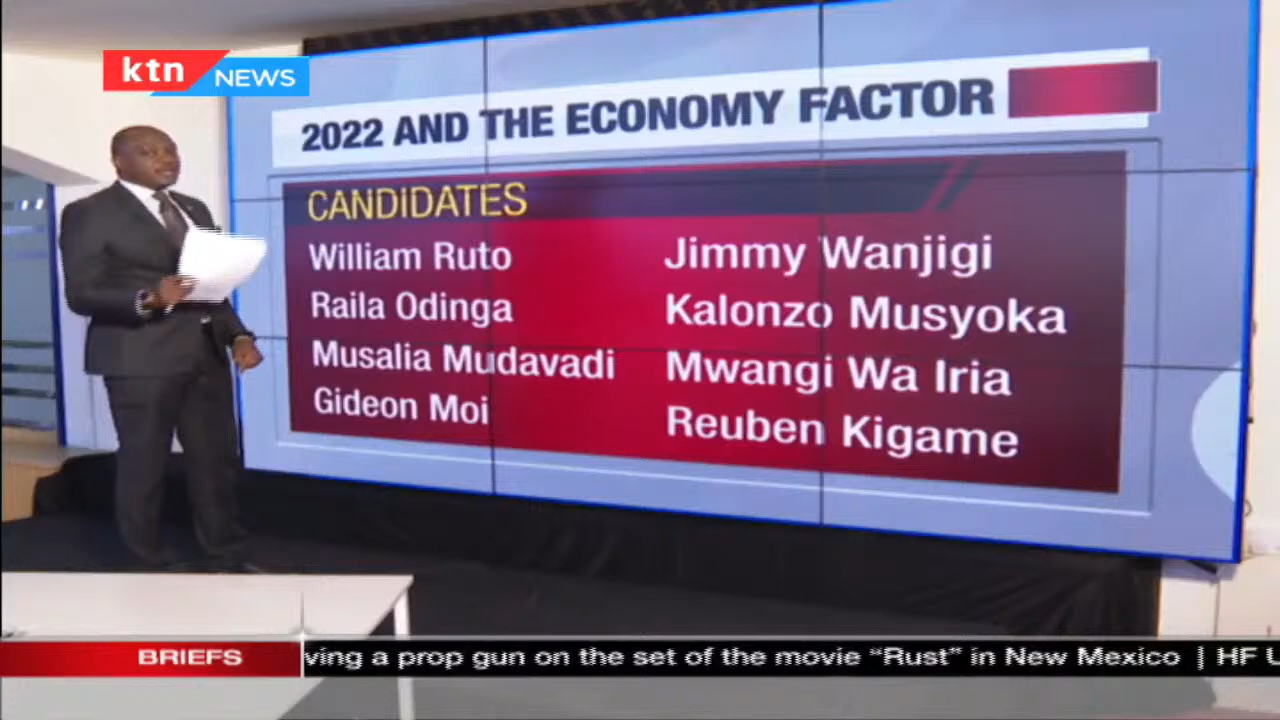 ktn NEWS
2022 AND THE ECONOMY FACTOR
CANDIDATES
William Ruto
Raila Odinga
Musalia Mudavadi
Gideon Moi
Jimmy Wanjigi
Kalonzo Musyoka
Mwangi Wa Iria
Reuben Kigame
BRIEFS
ving a prop gun on the set of the movie “Rust” in New Mexico | HF